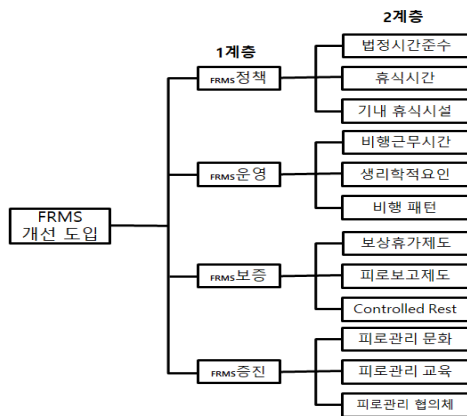 1계층
2계층
FRMS
개선 도입
FRMS정책
법정시간준수
휴식시간
기내 휴식시설
FRMS운영
비행근무시간
생리학적요인
비행 패턴
FRMS보증
보상휴가제도
피로보고제도
Controlled Rest
FRMS증진
피로관리 문화
피로관리 교육
피로관리 협의체